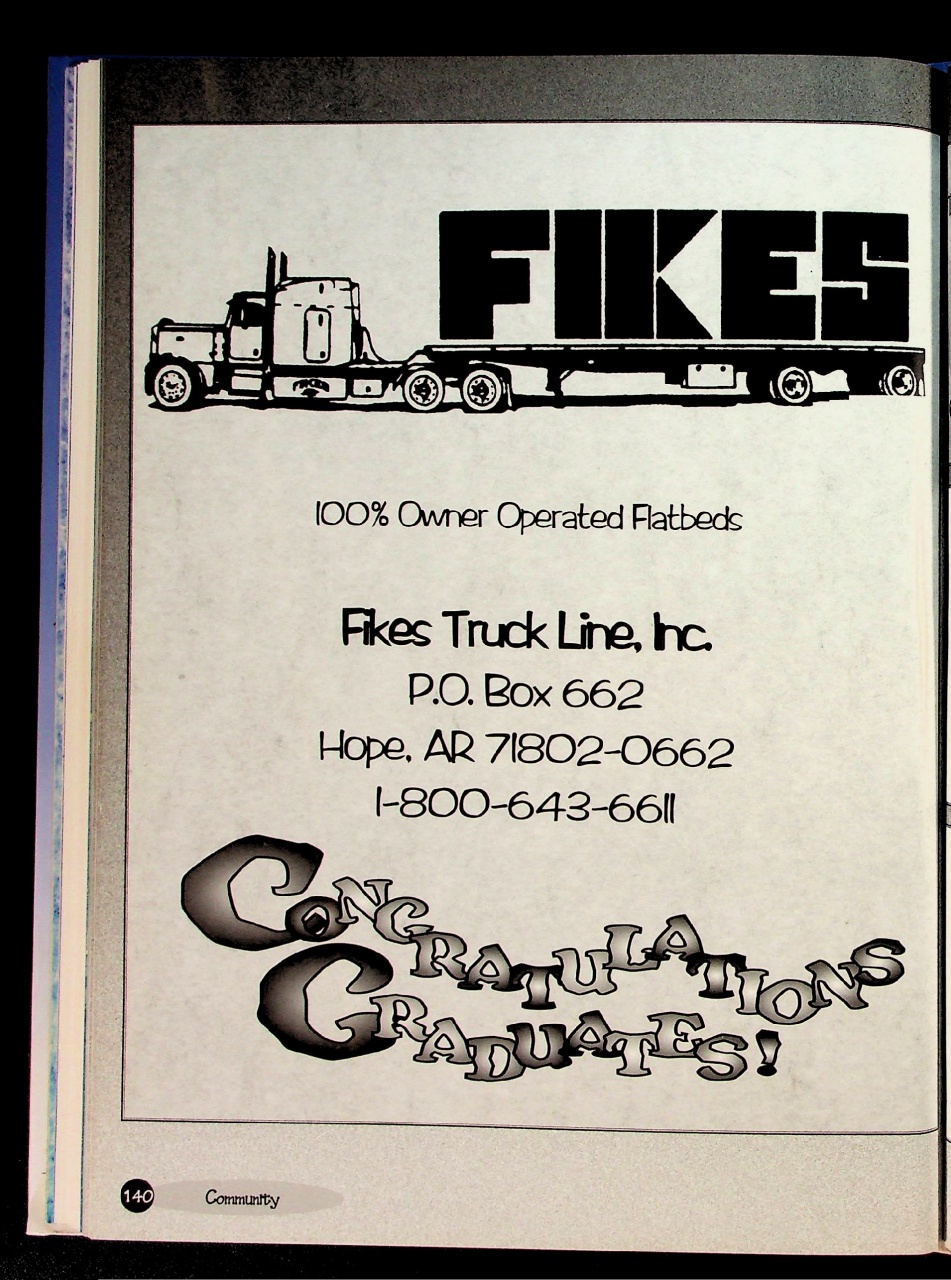 FIKES
100% Owner Operated Flatbeds
Fikes Truck Line, Inc.
P.O. Box 662
Hope, AR 71802-0662
1-800-643-6611
CONGRATULATIONS
GRADUATES!
140 Community